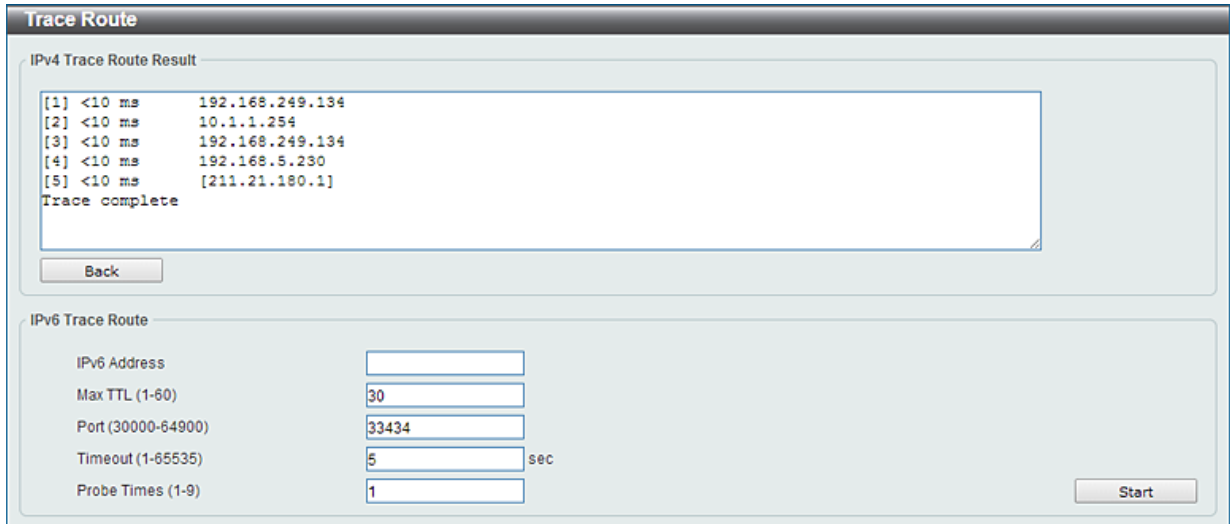 Trace Route
IPv4 Trace Route Result
[1] <10 ms 192.168.249.134
[2] <10 ms 10.1.1.254
[3] <10 ms 192.168.249.134
[4] <10 ms 192.168.5.230
[5] <10 ms [211.21.180.1]
Trace complete
Back
IPv6 Trace Route
IPv6 Address
Max TTL (1-60) 30
Port (30000-64900) 33434
Timeout (1-65535) 5 sec
Probe Times (1-9) 1 Start